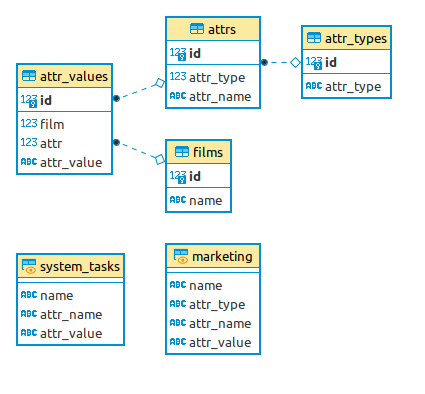 attrs
123 id
123 attr_type
ABC attr_name
attr_types
123 id
ABC attr_type
attr_values
123 id
123 film
123 attr
ABC attr_value
films
123 id
ABC name
system_tasks
ABC name
ABC attr_name
ABC attr_value
marketing
ABC name
ABC attr_type
ABC attr_name
ABC attr_value